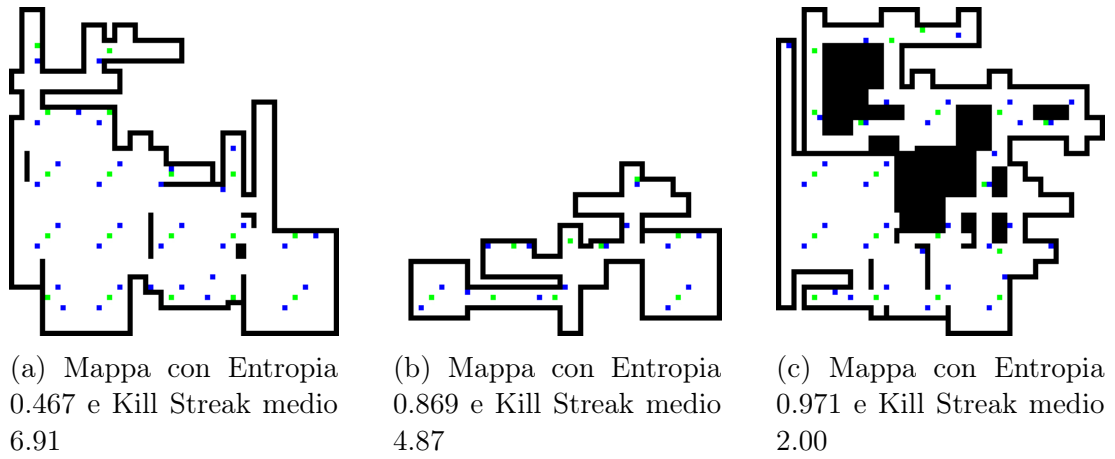 (a) Mappa con Entropia
0.467 e Kill Streak medio
6.91
(b) Mappa con Entropia
0.869 e Kill Streak medio
4.87
(c) Mappa con Entropia
0.971 e Kill Streak medio
2.00